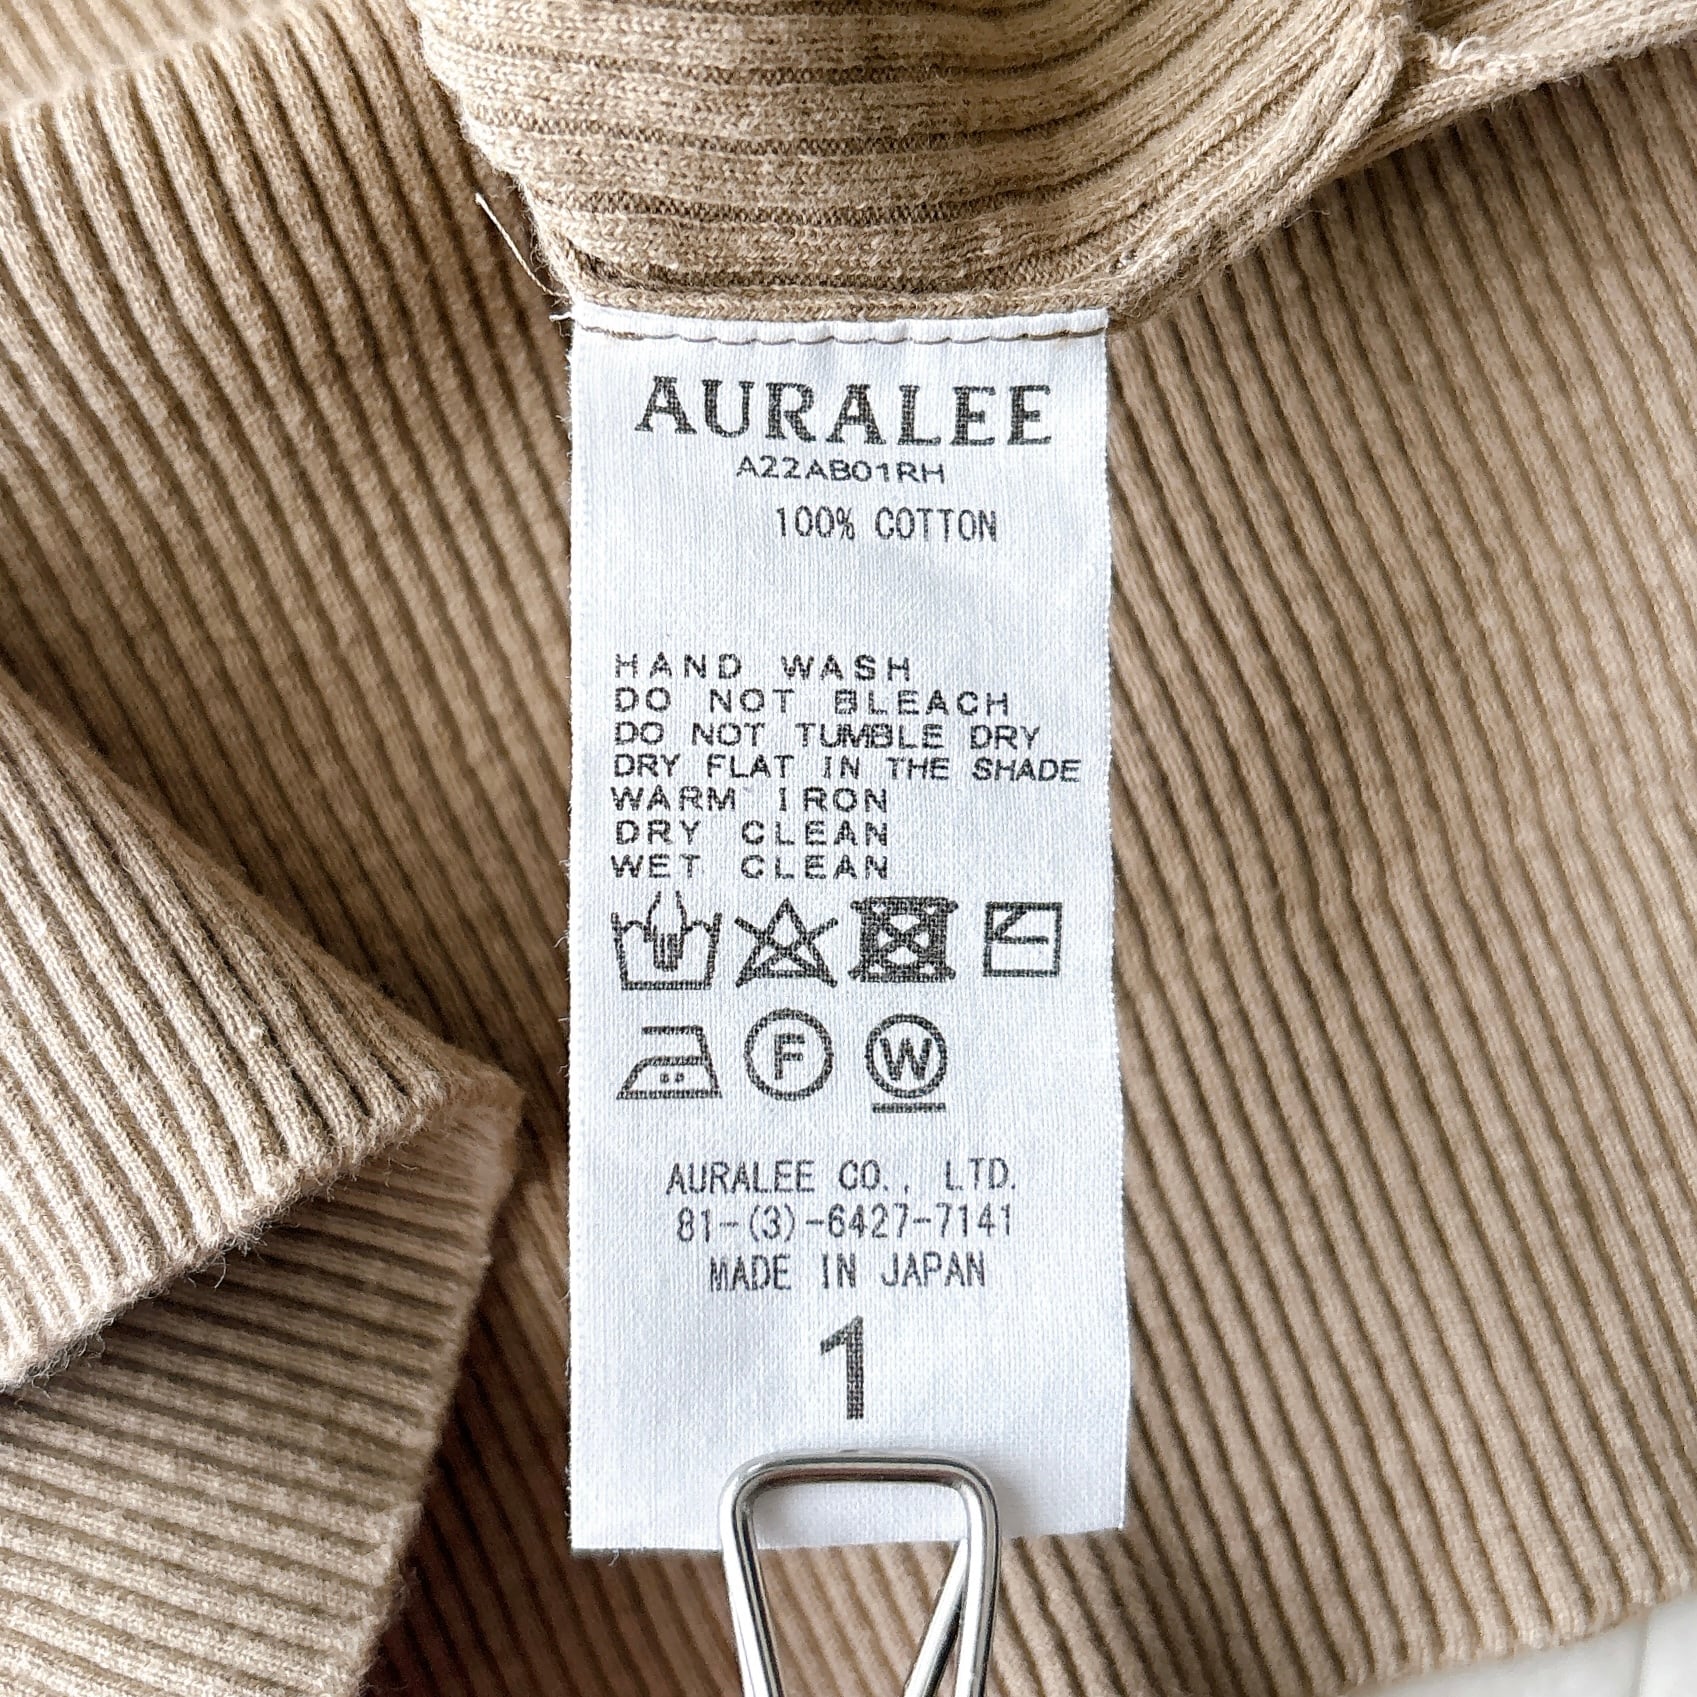 AURALEE
A22AB01RH
100% COTTON
HAND WASH
DO NOT BLEACH
DO NOT TUMBLE DRY
DRY FLAT IN THE SHADE
WARM IRON
DRY CLEAN
WET CLEAN
F W
AURALEE CO., LTD.
81-(3)-6427-7141
MADE IN JAPAN
1